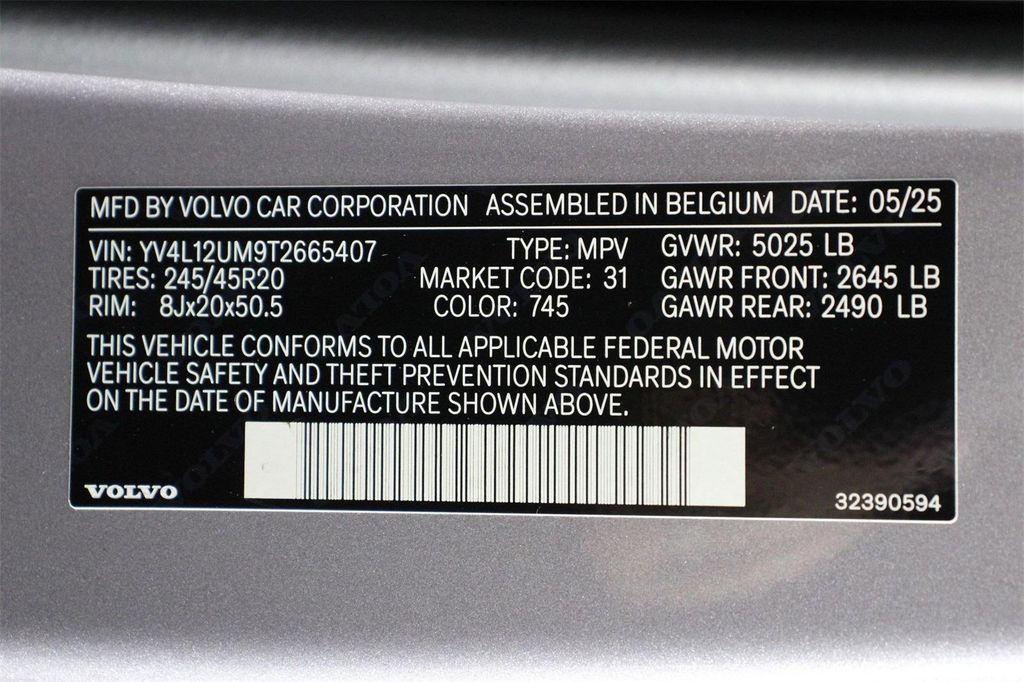 MFD BY VOLVO CAR CORPORATION ASSEMBLED IN BELGIUM DATE: 05/25
VIN: YV4L12UM9T2665407 TYPE: MPV GVWR: 5025 LB
TIRES: 245/45R20 MARKET CODE: 31 GAWR FRONT: 2645 LB
RIM: 8Jx20x50.5 COLOR: 745 GAWR REAR: 2490 LB
THIS VEHICLE CONFORMS TO ALL APPLICABLE FEDERAL MOTOR
VEHICLE SAFETY AND THEFT PREVENTION STANDARDS IN EFFECT
ON THE DATE OF MANUFACTURE SHOWN ABOVE.
VOLVO 32390594